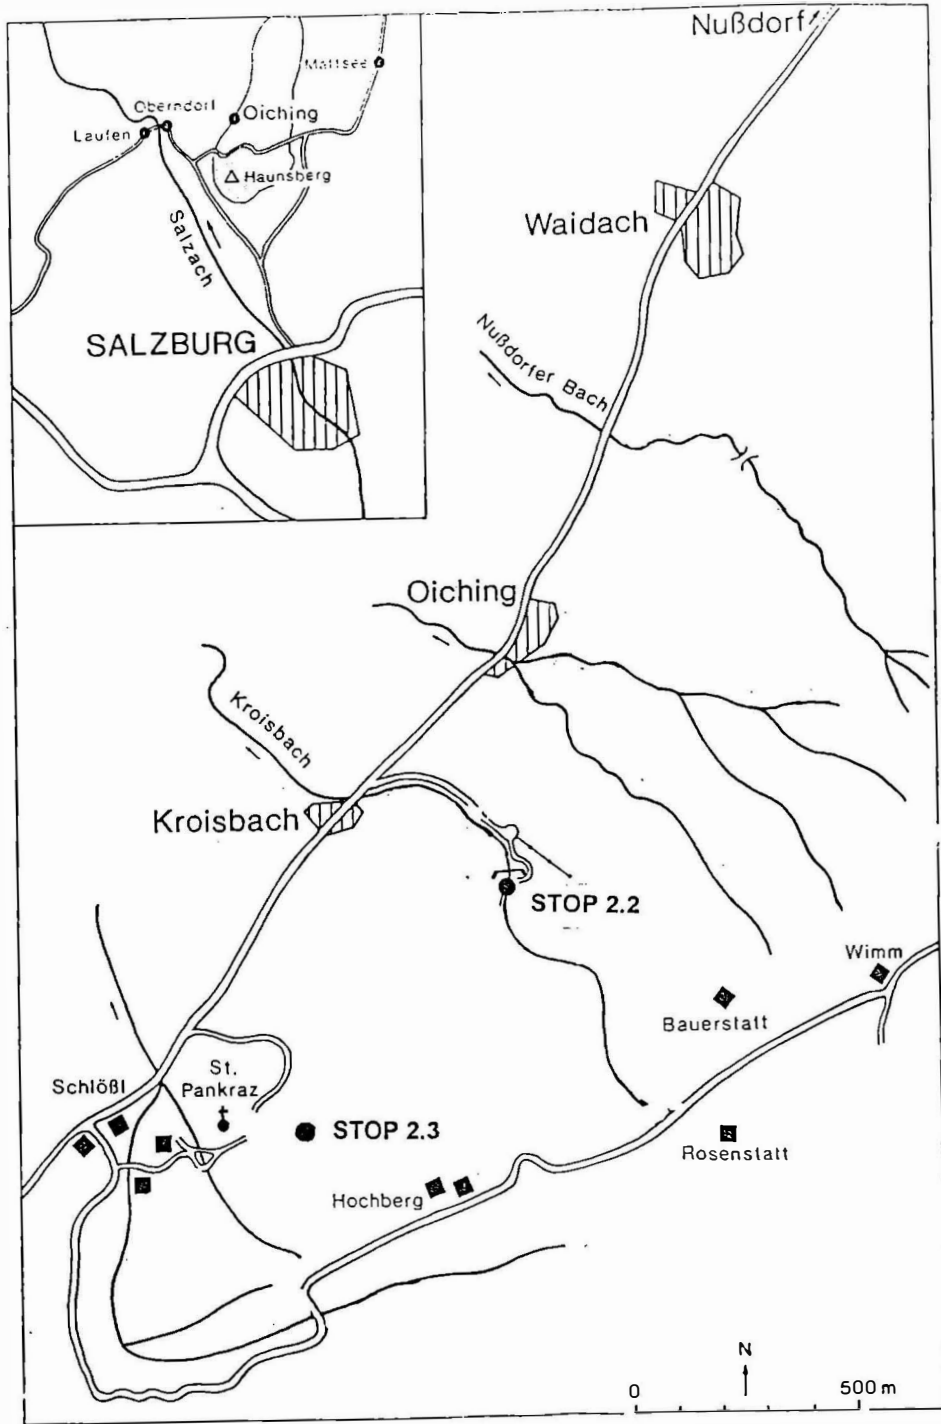 Nußdorf
Mattsee
Oberndorf
Oiching
Laufen
Haunsberg
Salzach
SALZBURG
Waidach
Nußdorfer Bach
Oiching
Kroisbach
Kroisbach
STOP 2.2
Wimm
Bauerstatt
St.
Pankraz
Schlößl
STOP 2.3
Rosenstatt
Hochberg
N
0
500 m